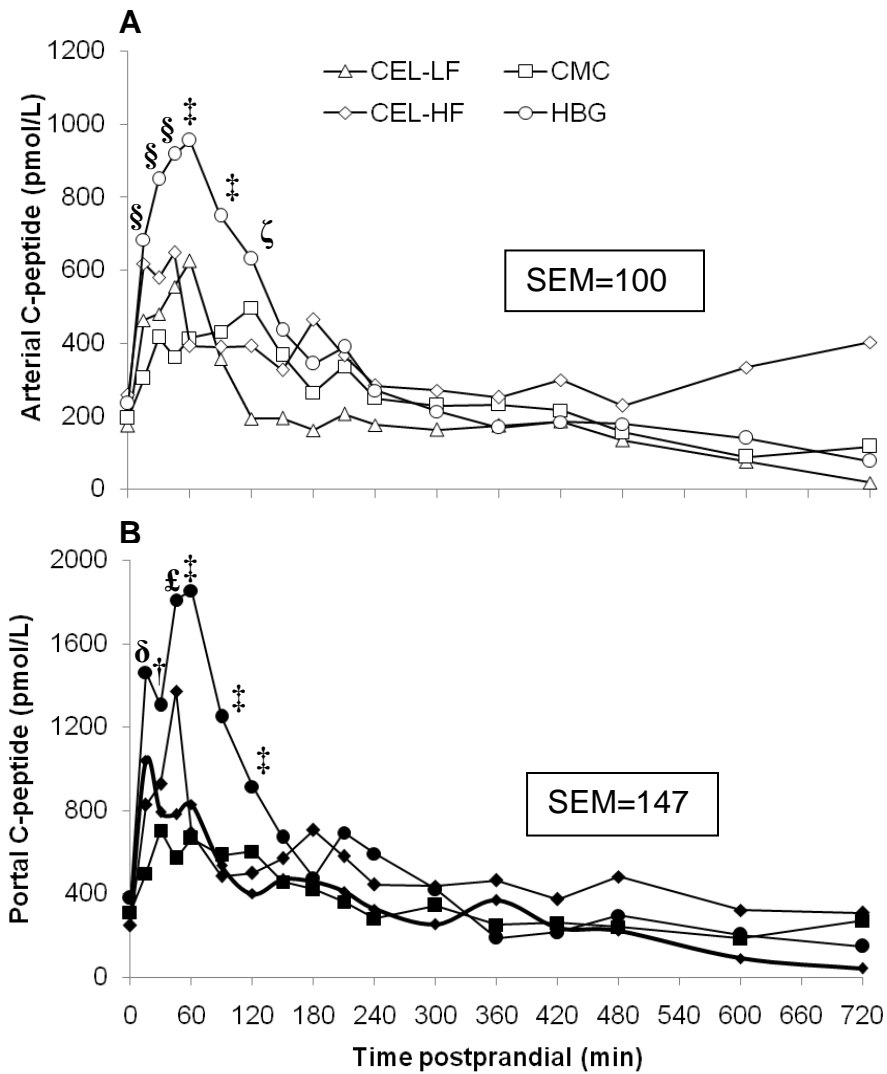 A
Arterial C-peptide (pmol/L)
1200
1000
800
600
400
200
0
CEL-LF CMC
CEL-HF HBG
§ § § ‡ ‡ ζ
SEM=100
B
Portal C-peptide (pmol/L)
2000
1600
1200
800
400
0
δ † £ ‡ ‡ ‡
SEM=147
0 60 120 180 240 300 360 420 480 540 600 660 720
Time postprandial (min)